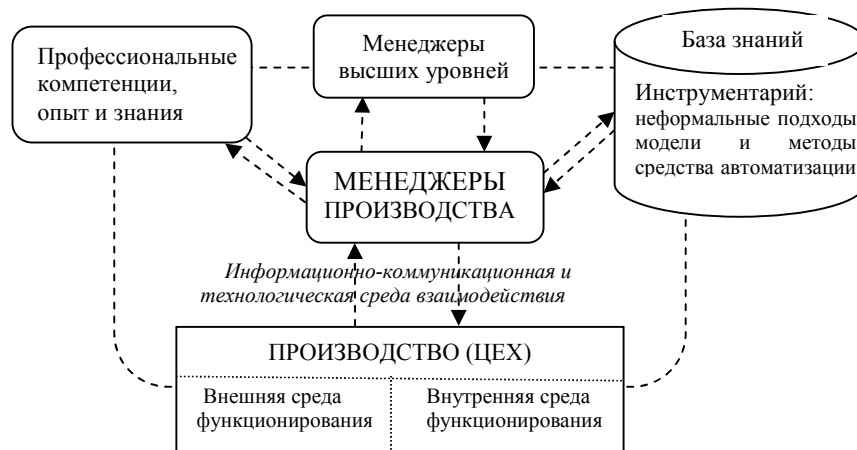 Профессиональные
компетенции,
опыт и знания
Менеджеры
высших уровней
База знаний
Инструментарий:
неформальные подходы
модели и методы
средства автоматизации
МЕНЕДЖЕРЫ
ПРОИЗВОДСТВА
Информационно-коммуникационная и
технологическая среда взаимодействия
ПРОИЗВОДСТВО (ЦЕХ)
Внешняя среда
функционирования
Внутренняя среда
функционирования